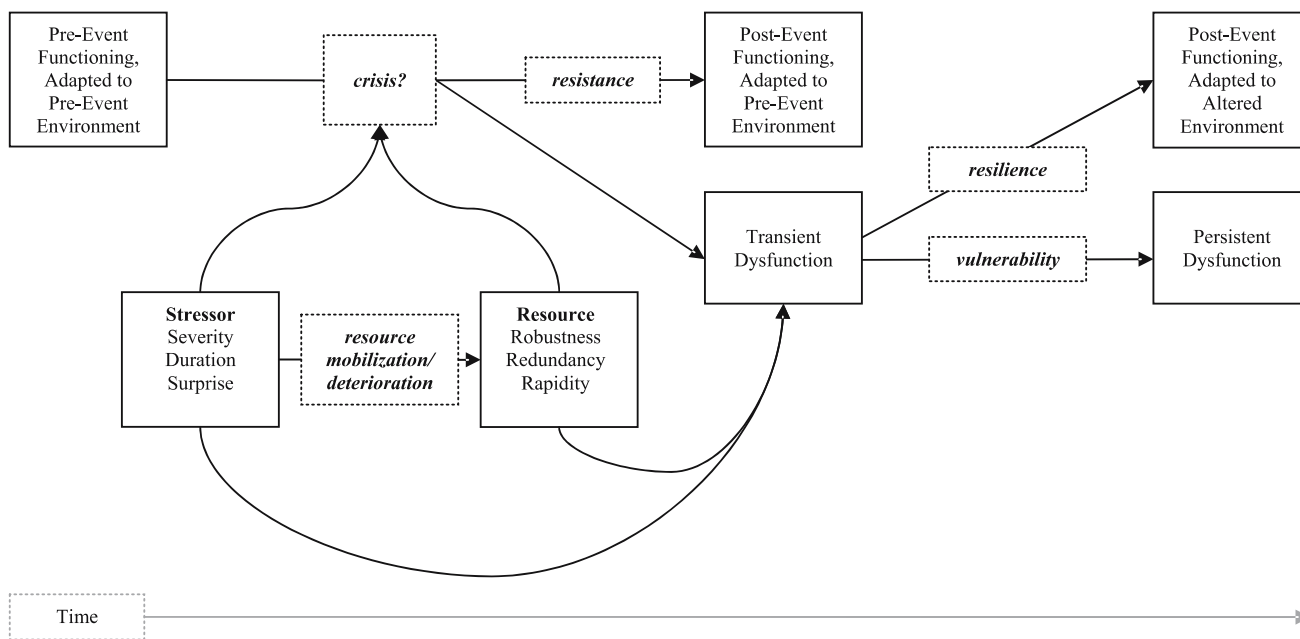 Pre-Event
Functioning,
Adapted to
Pre-Event
Environment
crisis?
resistance
Post-Event
Functioning,
Adapted to
Pre-Event
Environment
Post-Event
Functioning,
Adapted to
Altered
Environment
resilience
Transient
Dysfunction
vulnerability
Persistent
Dysfunction
Stressor
Severity
Duration
Surprise
resource
mobilization/
deterioration
Resource
Robustness
Redundancy
Rapidity
Time